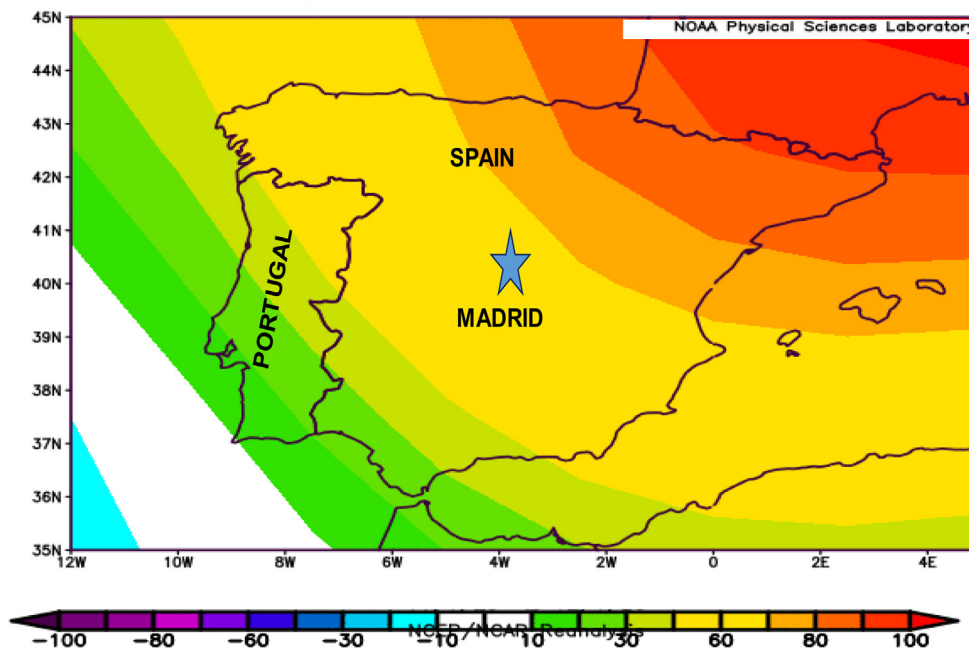 45N
NOAA Physical Sciences Laboratory
44N
43N
SPAIN
42N
41N
PORTUGAL
40N
MADRID
39N
38N
37N
36N
35N
12W 10W 8W 6W 4W 2W 0 2E 4E
NCEP/NCAR Reanalysis
-100 -80 -60 -30 -10 10 30 60 80 100